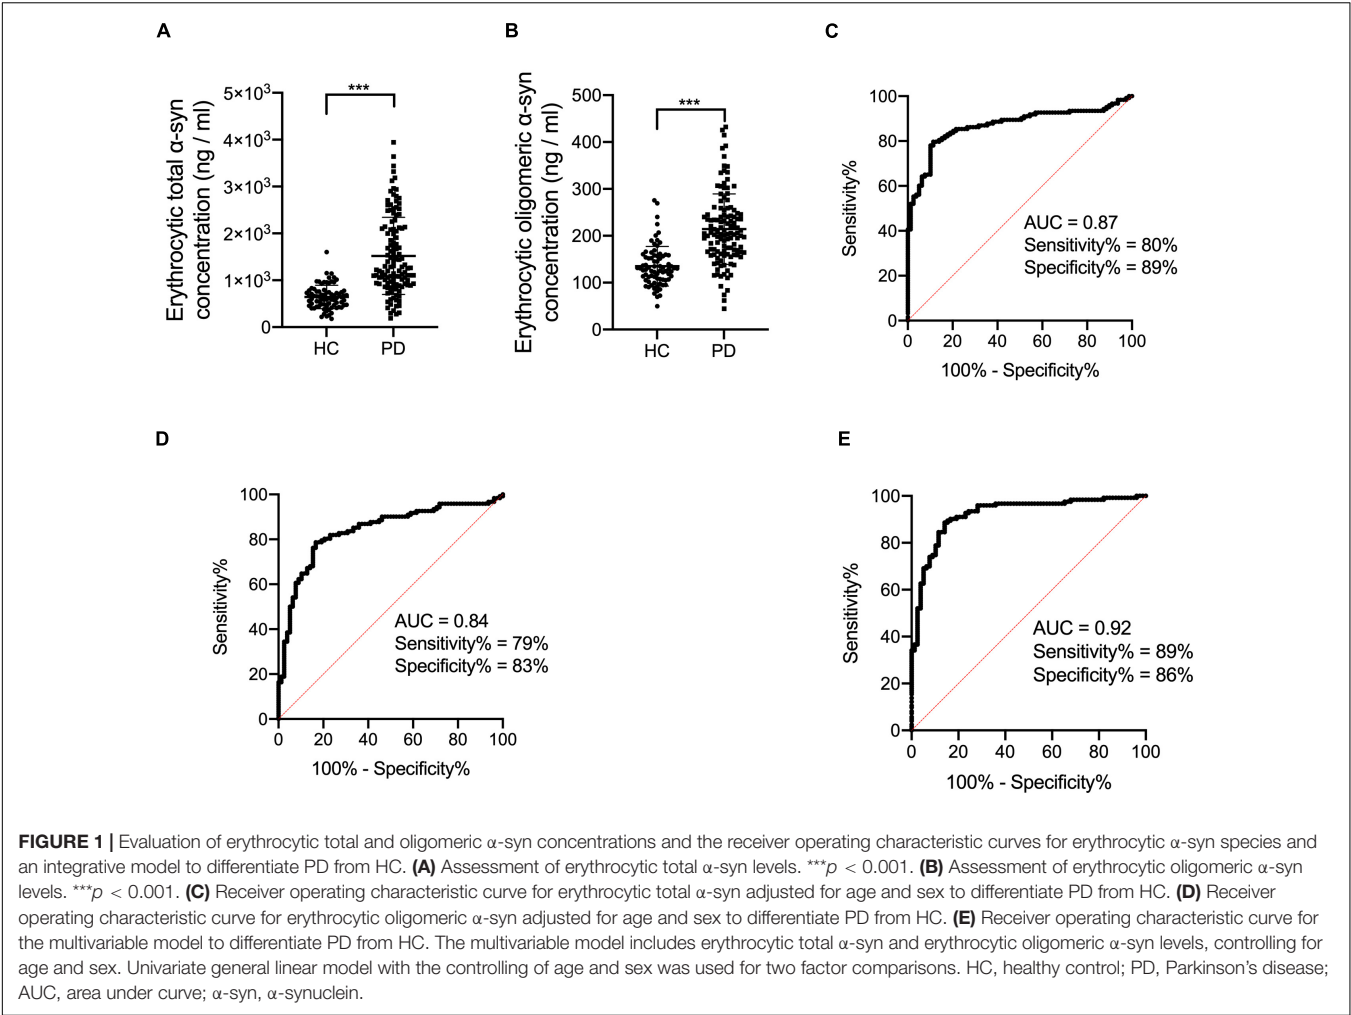 A
Erythrocytic total α-syn
concentration (ng / ml)
5×10³
4×10³
3×10³
2×10³
1×10³
0
***
HC
PD
B
Erythrocytic oligomeric α-syn
concentration (ng / ml)
500
400
300
200
100
0
***
HC
PD
C
Sensitivity%
100
80
60
40
20
0
AUC = 0.87
Sensitivity% = 80%
Specificity% = 89%
0 20 40 60 80 100
100% - Specificity%
D
Sensitivity%
100
80
60
40
20
0
AUC = 0.84
Sensitivity% = 79%
Specificity% = 83%
0 20 40 60 80 100
100% - Specificity%
E
Sensitivity%
100
80
60
40
20
0
AUC = 0.92
Sensitivity% = 89%
Specificity% = 86%
0 20 40 60 80 100
100% - Specificity%
FIGURE 1 | Evaluation of erythrocytic total and oligomeric α-syn concentrations and the receiver operating characteristic curves for erythrocytic α-syn species and
an integrative model to differentiate PD from HC. (A) Assessment of erythrocytic total α-syn levels. ***p < 0.001. (B) Assessment of erythrocytic oligomeric α-syn
levels. ***p < 0.001. (C) Receiver operating characteristic curve for erythrocytic total α-syn adjusted for age and sex to differentiate PD from HC. (D) Receiver
operating characteristic curve for erythrocytic oligomeric α-syn adjusted for age and sex to differentiate PD from HC. (E) Receiver operating characteristic curve for
the multivariable model to differentiate PD from HC. The multivariable model includes erythrocytic total α-syn and erythrocytic oligomeric α-syn levels, controlling for
age and sex. Univariate general linear model with the controlling of age and sex was used for two factor comparisons. HC, healthy control; PD, Parkinson's disease;
AUC, area under curve; α-syn, α-synuclein.